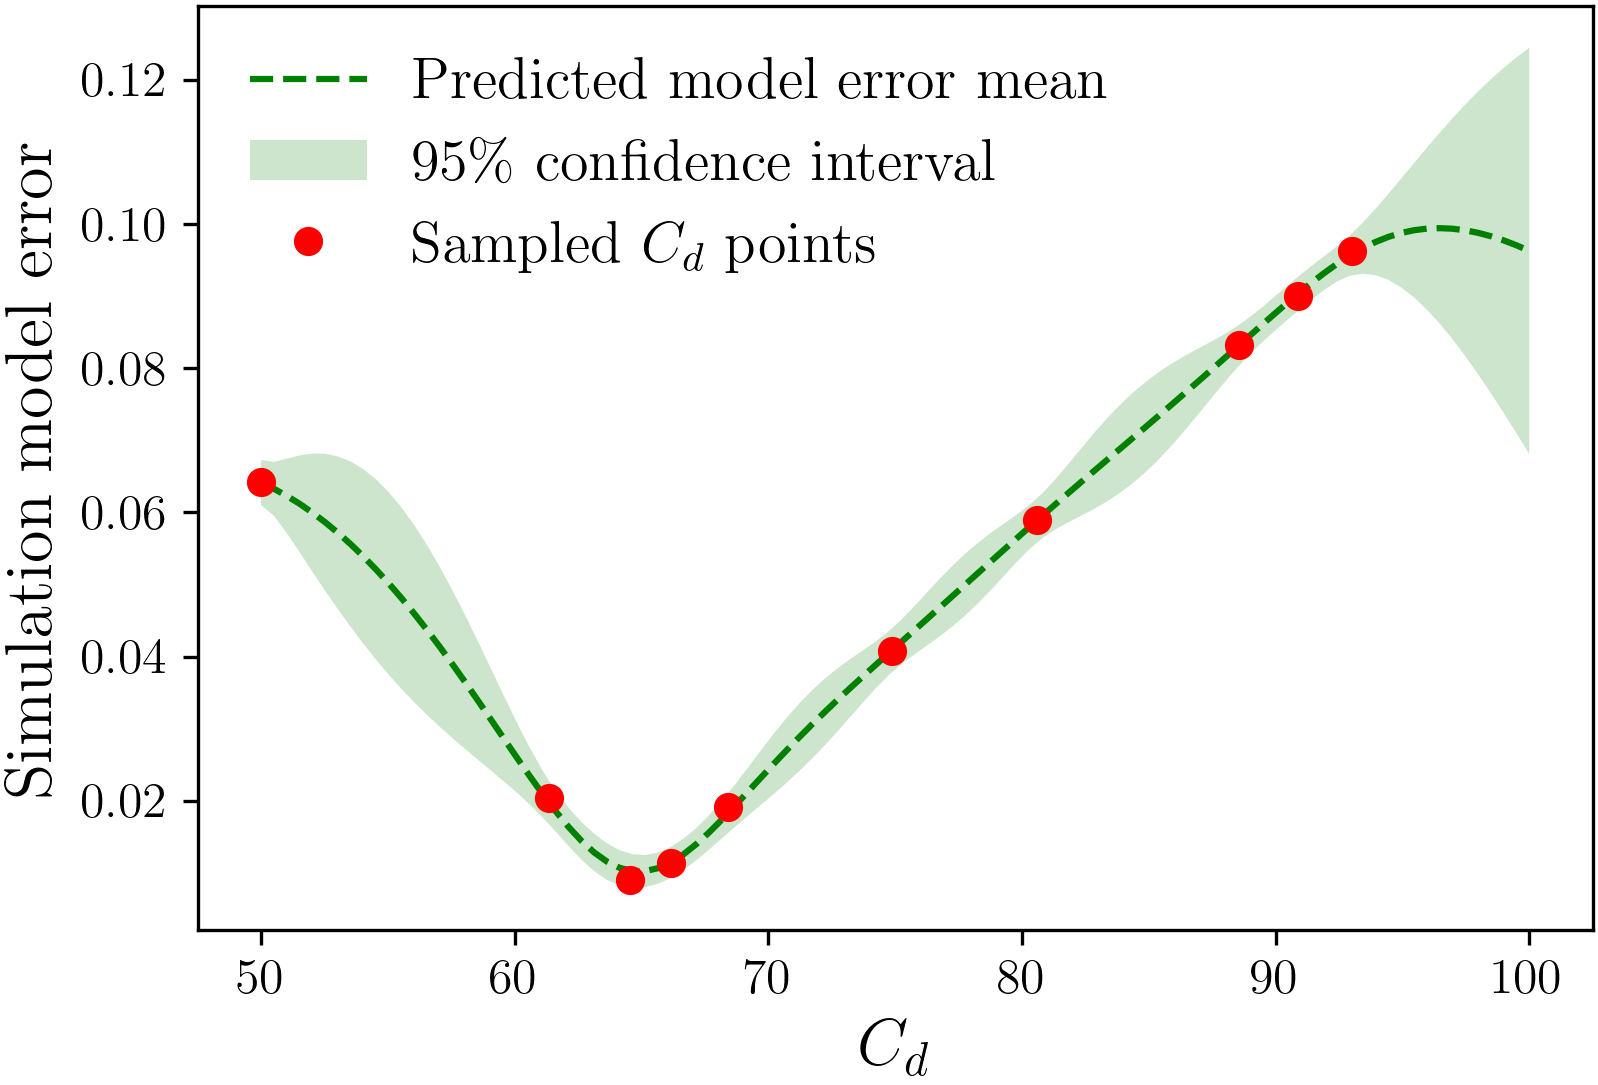 Predicted model error mean
95% confidence interval
Sampled C_d points
Simulation model error
0.12
0.10
0.08
0.06
0.04
0.02
50 60 70 80 90 100
C_d